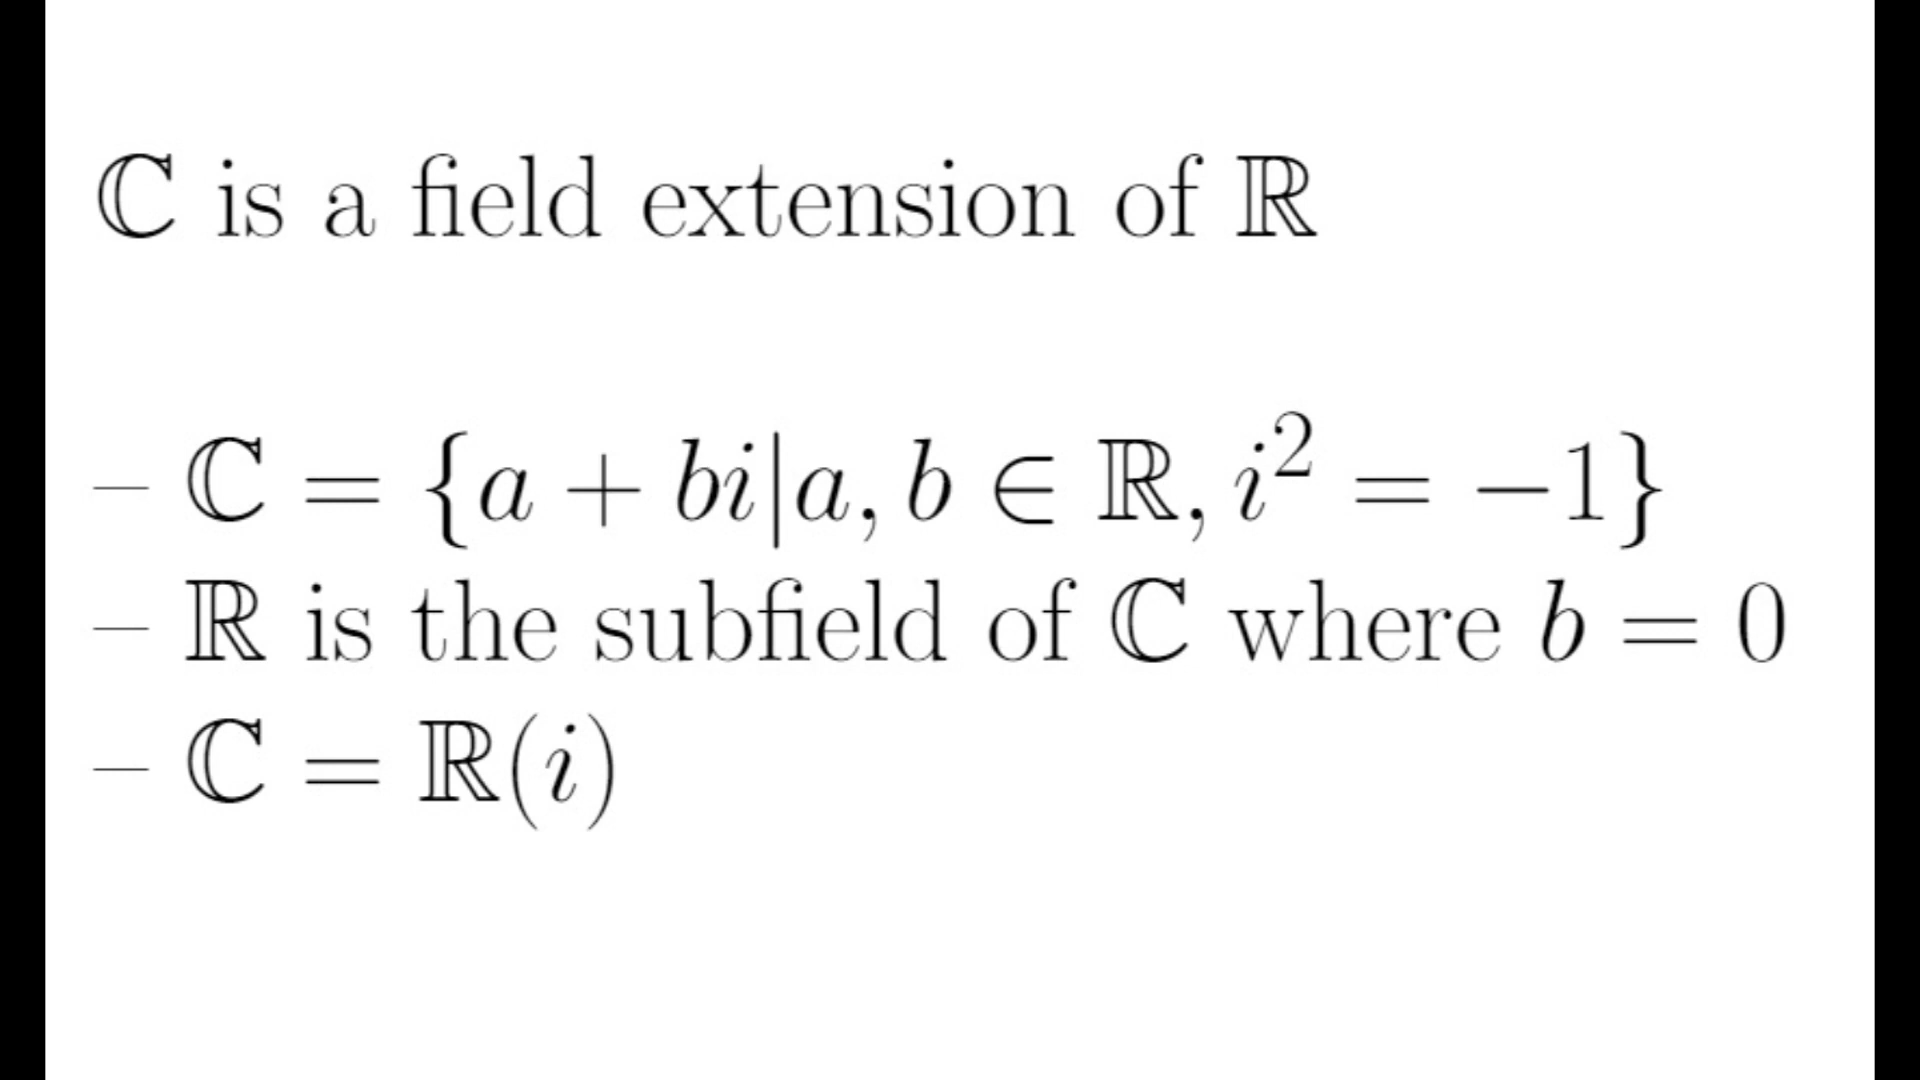 ℂ is a field extension of ℝ
– ℂ = {a + bi|a, b ∈ ℝ, i² = −1}
– ℝ is the subfield of ℂ where b = 0
– ℂ = ℝ(i)